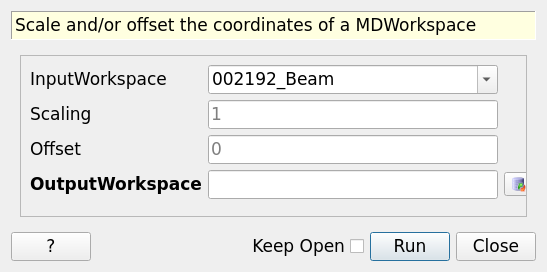 Scale and/or offset the coordinates of a MDWorkspace
InputWorkspace 002192_Beam
Scaling 1
Offset 0
OutputWorkspace
? Keep Open Run Close